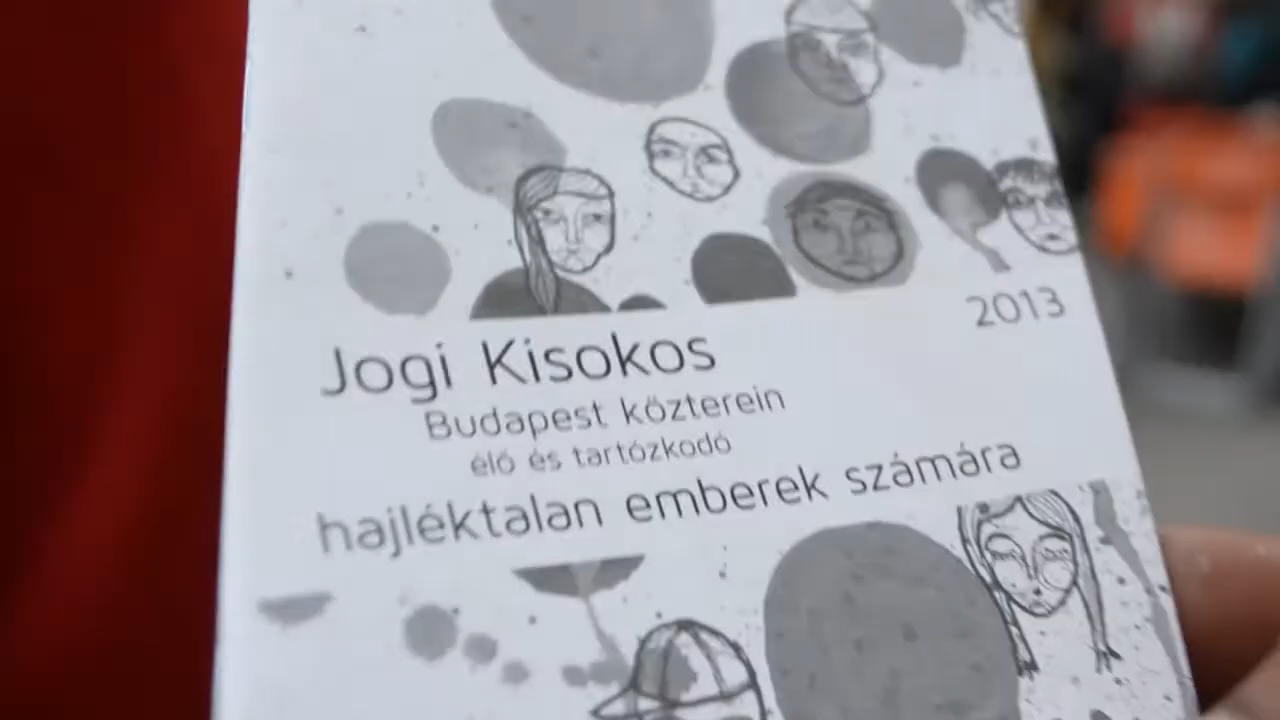 2013
Jogi Kisokos
Budapest közterein
élő és tartózkodó
hajléktalan emberek számára